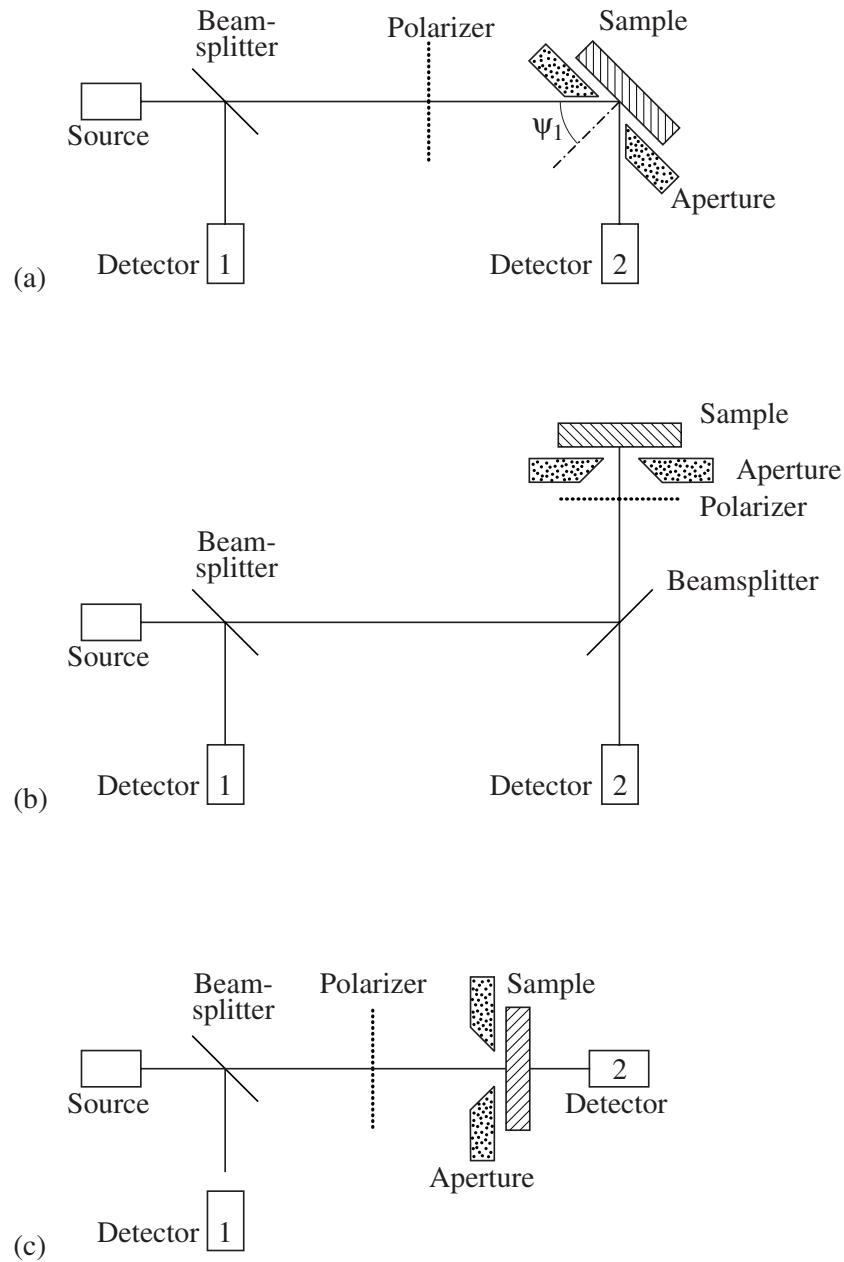 Beam-
splitter
Polarizer
Sample
Source
ψ1
Aperture
Detector 1
Detector 2
(a)
Sample
Aperture
Polarizer
Beam-
splitter
Beamsplitter
Source
Detector 1
Detector 2
(b)
Beam-
splitter
Polarizer
Sample
2
Source
Detector
Aperture
Detector 1
(c)